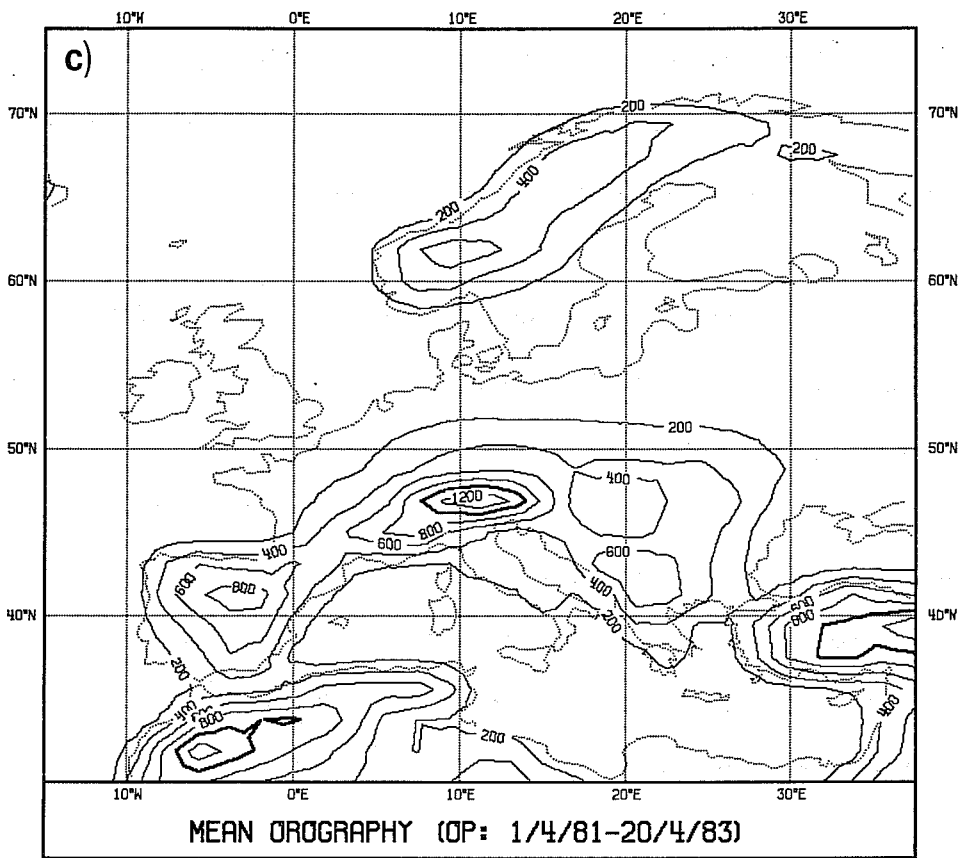 10°W 0°E 10°E 20°E 30°E
c)
70°N 200 70°N
200
400
200
60°N 60°N
50°N 200 50°N
400
1200
800
600
400 600
600 800 400
40°N 200 600 40°N
800
200
400 400
800 200
10°W 0°E 10°E 20°E 30°E
MEAN OROGRAPHY (OP: 1/4/81-20/4/83)